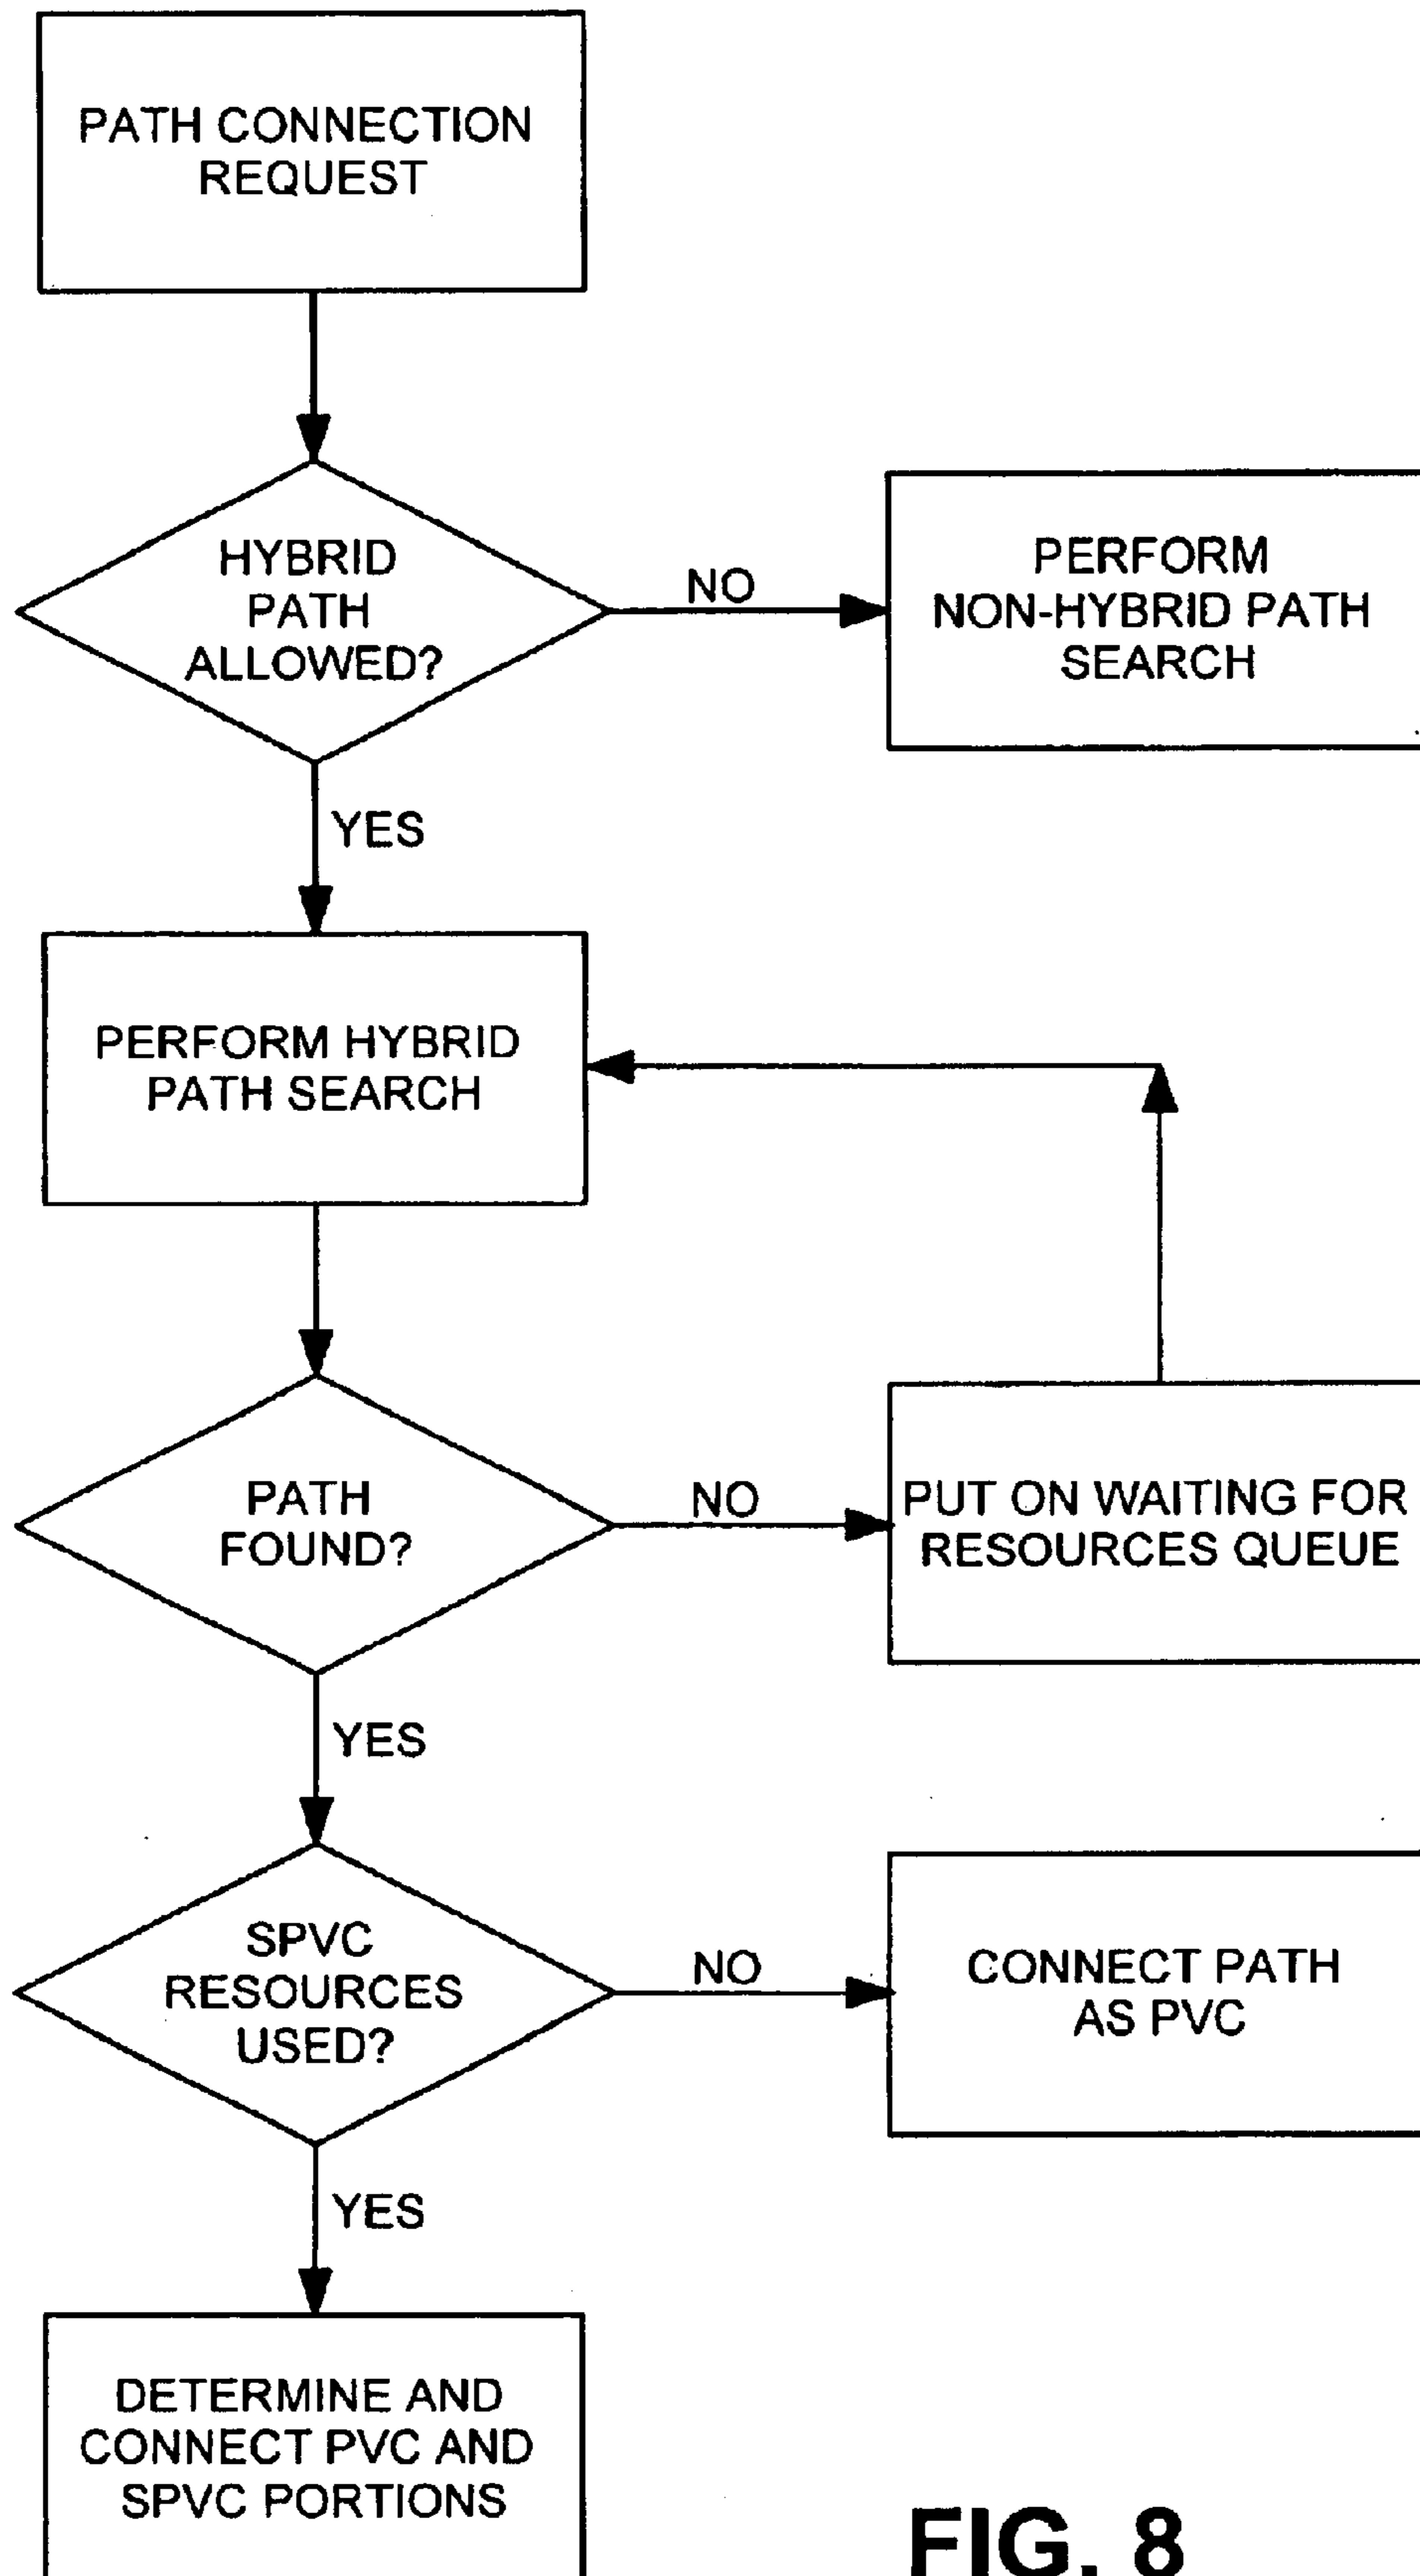 PATH CONNECTION
REQUEST
HYBRID
PATH
ALLOWED?
NO
PERFORM
NON-HYBRID PATH
SEARCH
YES
PERFORM HYBRID
PATH SEARCH
PATH
FOUND?
NO
PUT ON WAITING FOR
RESOURCES QUEUE
YES
SPVC
RESOURCES
USED?
NO
CONNECT PATH
AS PVC
YES
DETERMINE AND
CONNECT PVC AND
SPVC PORTIONS
FIG. 8